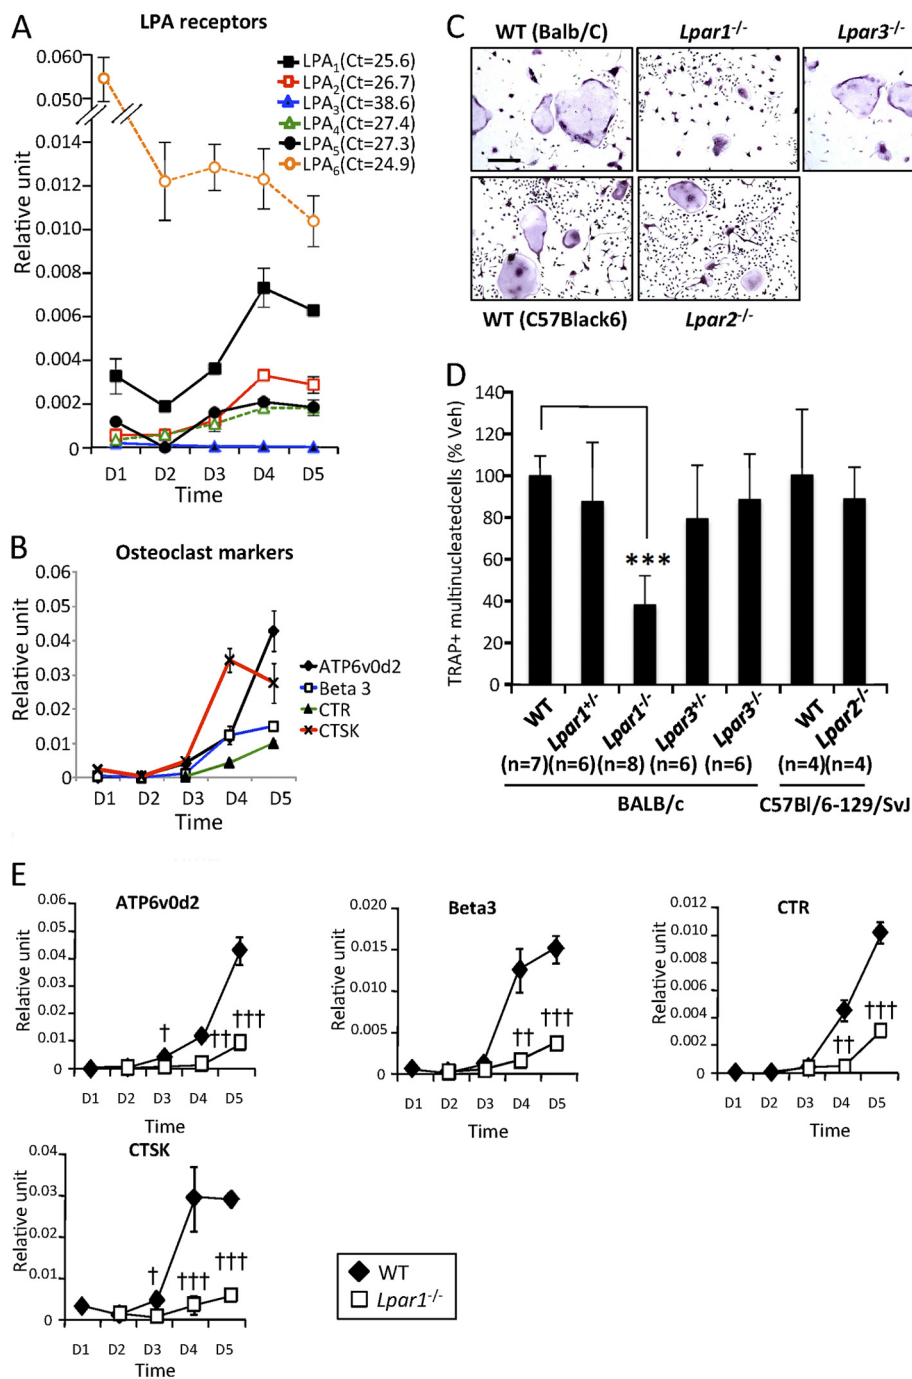 A
LPA receptors
0.060
0.050
0.014
0.012
0.010
0.008
0.006
0.004
0.002
0
Relative unit
LPA1(Ct=25.6)
LPA2(Ct=26.7)
LPA3(Ct=38.6)
LPA4(Ct=27.4)
LPA5(Ct=27.3)
LPA6(Ct=24.9)
D1 D2 D3 D4 D5
Time
B
Osteoclast markers
0.06
0.05
0.04
0.03
0.02
0.01
0
Relative unit
ATP6v0d2
Beta 3
CTR
CTSK
D1 D2 D3 D4 D5
Time
C
WT (Balb/C) Lpar1-/- Lpar3-/-
WT (C57Black6) Lpar2-/-
D
TRAP+ multinucleatedcells (% Veh)
140
120
100
80
60
40
20
0
***
WT Lpar1+/- Lpar1-/- Lpar3+/- Lpar3-/- WT Lpar2-/-
(n=7)(n=6)(n=8) (n=6) (n=6) (n=4)(n=4)
BALB/c C57Bl/6-129/SvJ
E
ATP6v0d2
0.06
0.05
0.04
0.03
0.02
0.01
0
Relative unit
† †† †††
D1 D2 D3 D4 D5
Time
Beta3
0.020
0.015
0.010
0.005
0
Relative unit
†† †††
D1 D2 D3 D4 D5
Time
CTR
0.012
0.010
0.008
0.006
0.004
0.002
0
Relative unit
†† †††
D1 D2 D3 D4 D5
Time
CTSK
0.04
0.03
0.02
0.01
0
Relative unit
† ††† †††
D1 D2 D3 D4 D5
Time
WT
Lpar1-/-